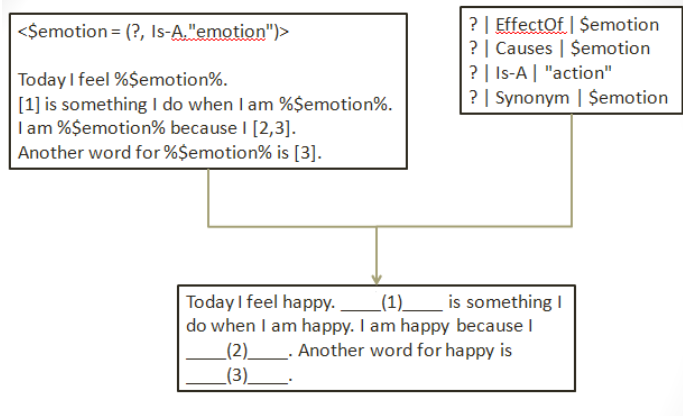 <$emotion = (?, Is-A."emotion")>
Today I feel %$emotion%.
[1] is something I do when I am %$emotion%.
I am %$emotion% because I [2,3].
Another word for %$emotion% is [3].
? | EffectOf | $emotion
? | Causes | $emotion
? | Is-A | "action"
? | Synonym | $emotion
Today I feel happy. ____(1)____ is something I
do when I am happy. I am happy because I
____(2)____. Another word for happy is
____(3)____.